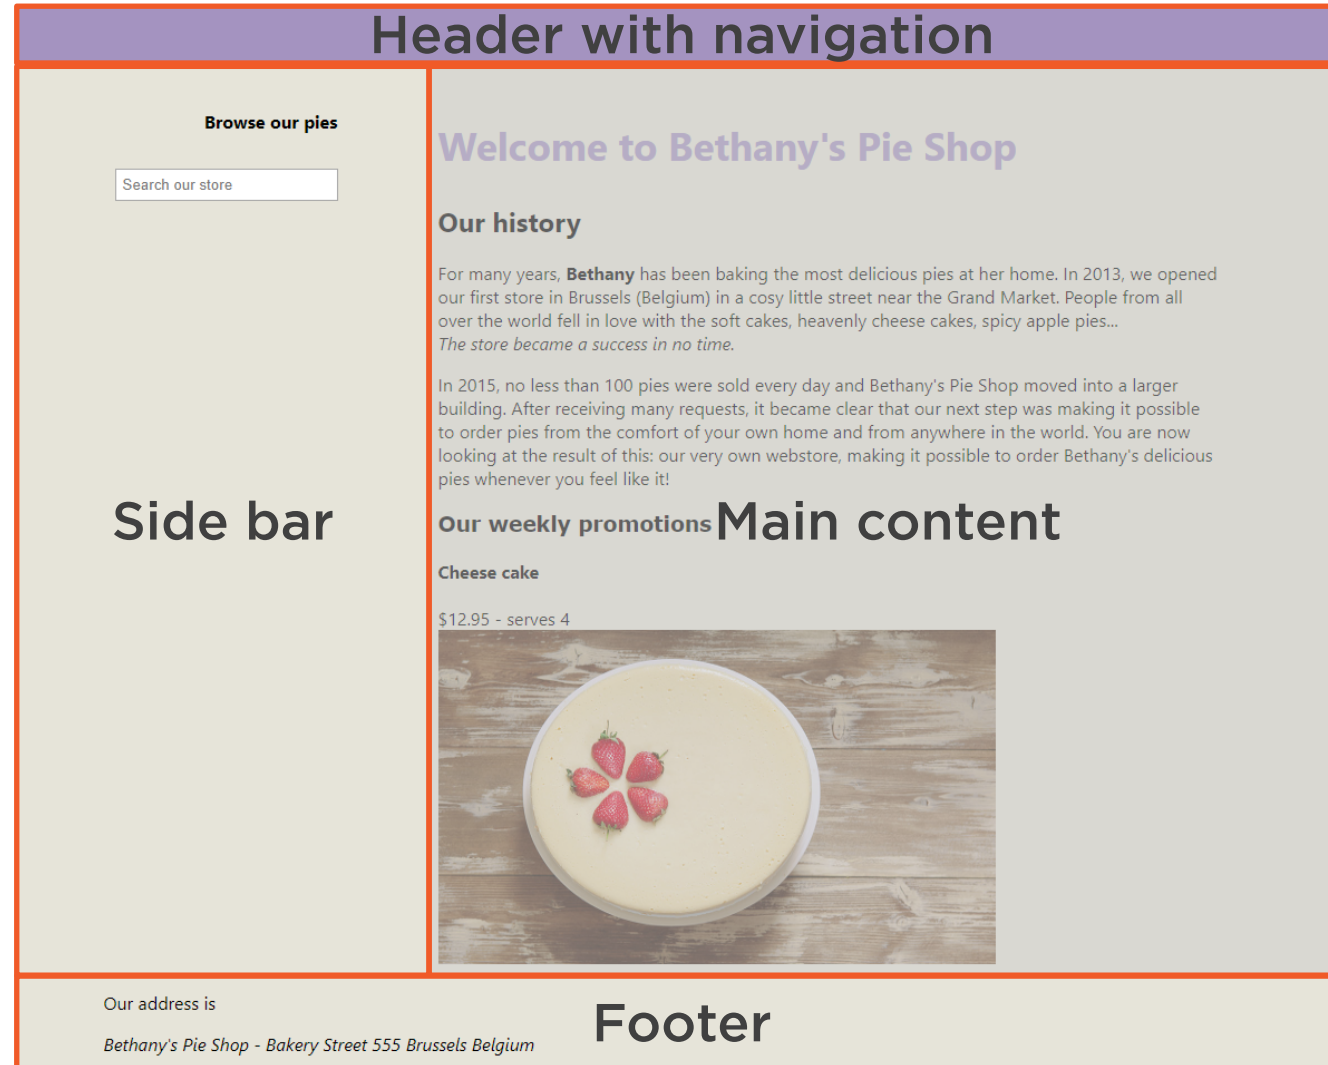 Header with navigation
Browse our pies
Search our store
Side bar
Welcome to Bethany's Pie Shop
Our history
For many years, Bethany has been baking the most delicious pies at her home. In 2013, we opened
our first store in Brussels (Belgium) in a cosy little street near the Grand Market. People from all
over the world fell in love with the soft cakes, heavenly cheese cakes, spicy apple pies...
The store became a success in no time.
In 2015, no less than 100 pies were sold every day and Bethany's Pie Shop moved into a larger
building. After receiving many requests, it became clear that our next step was making it possible
to order pies from the comfort of your own home and from anywhere in the world. You are now
looking at the result of this: our very own webstore, making it possible to order Bethany's delicious
pies whenever you feel like it!
Our weekly promotions
Main content
Cheese cake
$12.95 - serves 4
Our address is
Bethany's Pie Shop - Bakery Street 555 Brussels Belgium
Footer